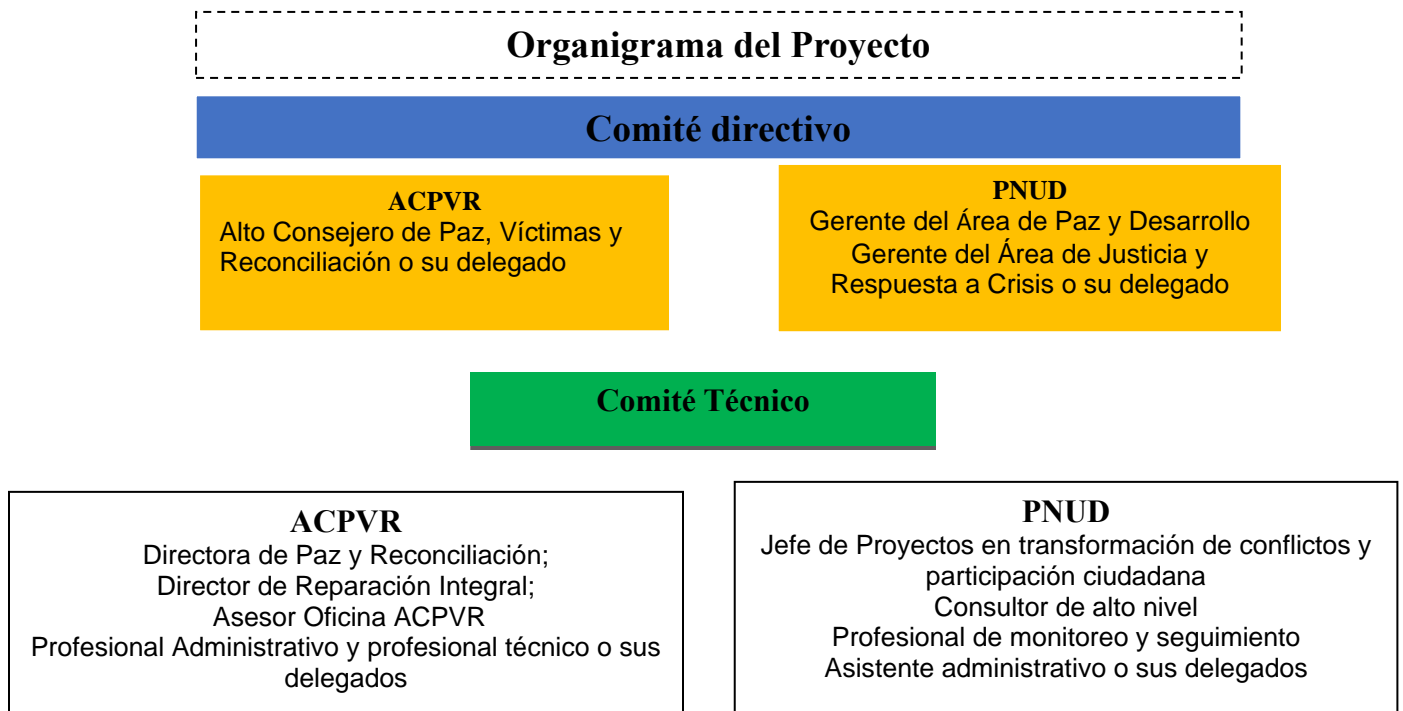 Organigrama del Proyecto
Comité directivo
ACPVR
Alto Consejero de Paz, Víctimas y
Reconciliación o su delegado
PNUD
Gerente del Área de Paz y Desarrollo
Gerente del Área de Justicia y
Respuesta a Crisis o su delegado
Comité Técnico
ACPVR
Directora de Paz y Reconciliación;
Director de Reparación Integral;
Asesor Oficina ACPVR
Profesional Administrativo y profesional técnico o sus
delegados
PNUD
Jefe de Proyectos en transformación de conflictos y
participación ciudadana
Consultor de alto nivel
Profesional de monitoreo y seguimiento
Asistente administrativo o sus delegados